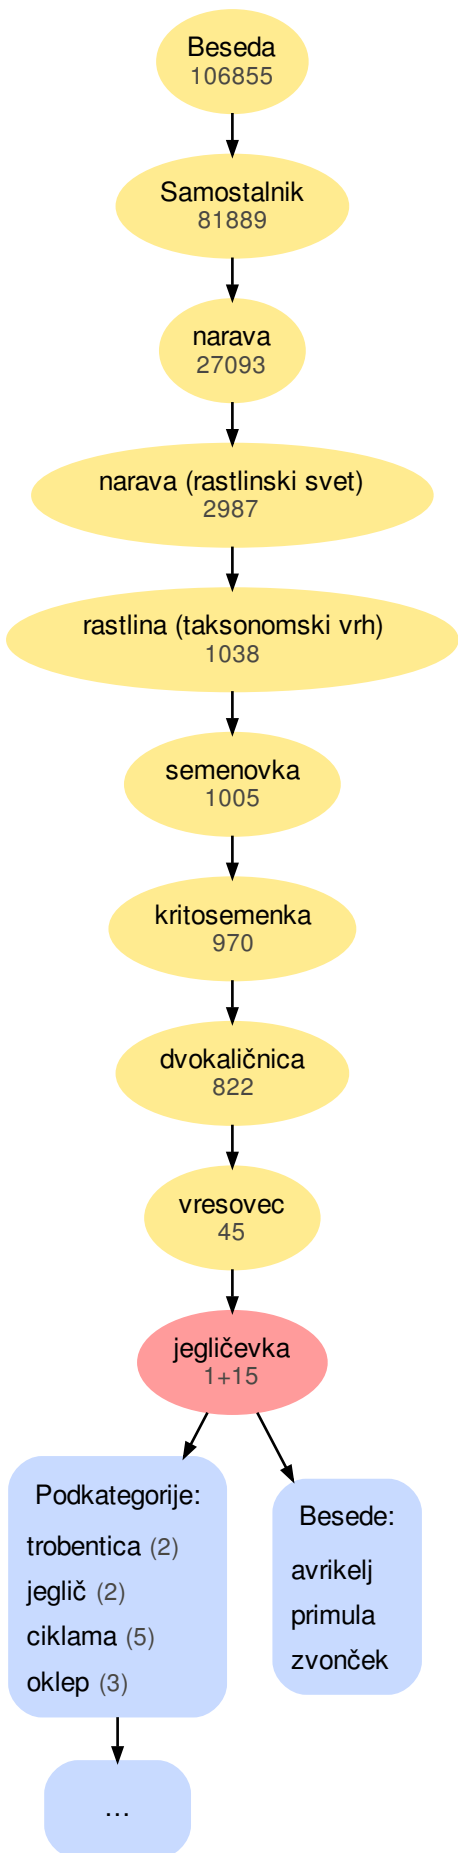 Beseda
106855
Samostalnik
81889
narava
27093
narava (rastlinski svet)
2987
rastlina (taksonomski vrh)
1038
semenovka
1005
kritosemenka
970
dvokaličnica
822
vresovec
45
jegličevka
1+15
Podkategorije:
trobentica (2)
jeglič (2)
ciklama (5)
oklep (3)
Besede:
avrikelj
primula
zvonček
...